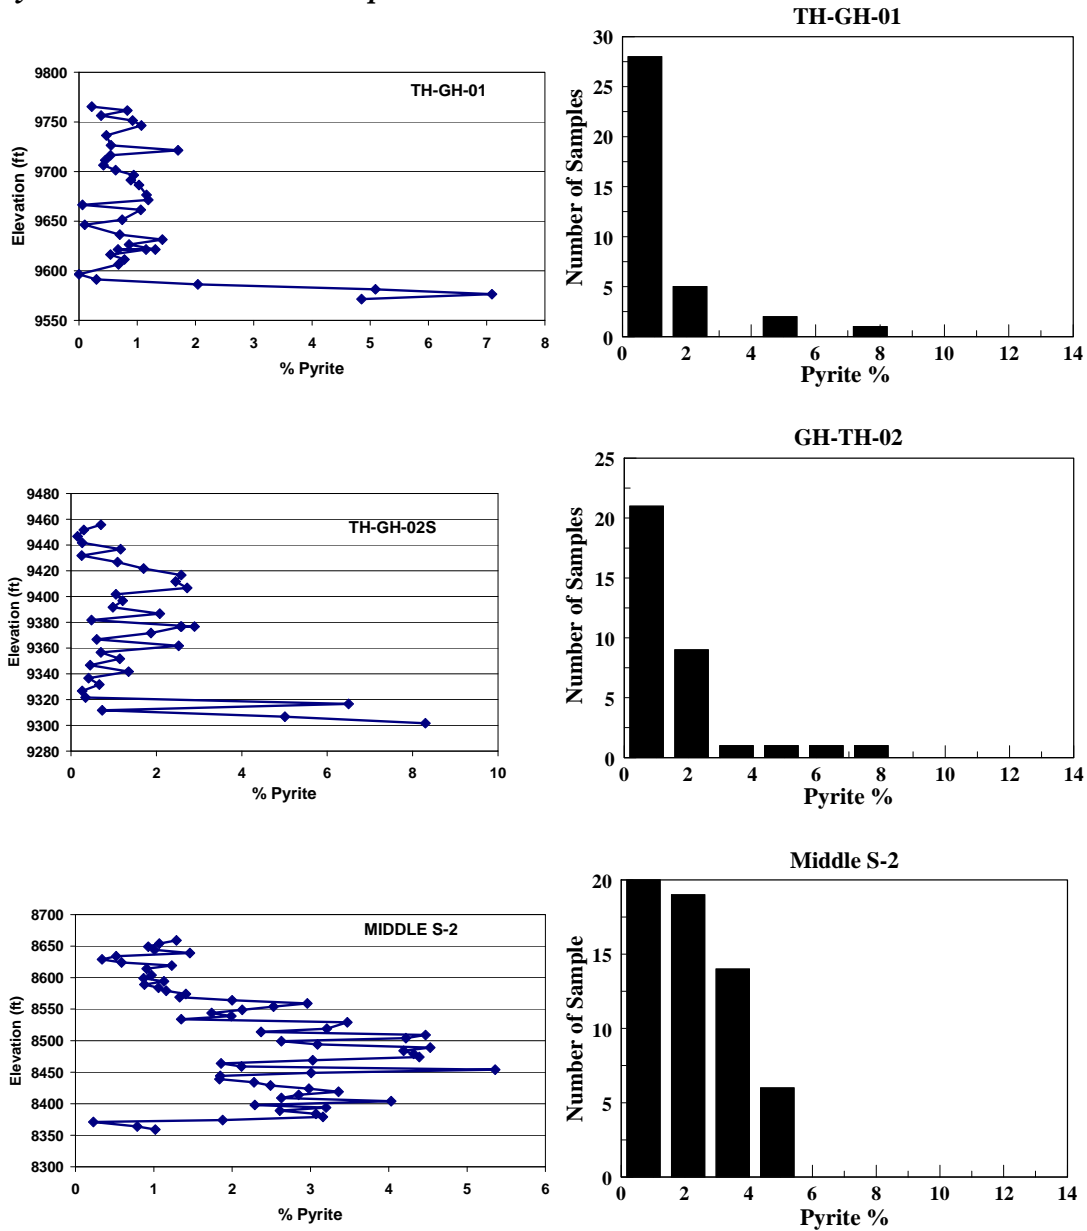 TH-GH-01
30
25
20
15
10
5
0
Number of Samples
0 2 4 6 8 10 12 14
Pyrite %
9800
9750
9700
9650
9600
9550
Elevation (ft)
TH-GH-01
0 1 2 3 4 5 6 7 8
% Pyrite
GH-TH-02
25
20
15
10
5
0
Number of Samples
0 2 4 6 8 10 12 14
Pyrite %
9480
9460
9440
9420
9400
9380
9360
9340
9320
9300
9280
Elevation (ft)
TH-GH-02S
0 2 4 6 8 10
% Pyrite
Middle S-2
20
15
10
5
0
Number of Sample
0 2 4 6 8 10 12 14
Pyrite %
8700
8650
8600
8550
8500
8450
8400
8350
8300
Elevation (ft)
MIDDLE S-2
0 1 2 3 4 5 6
% Pyrite